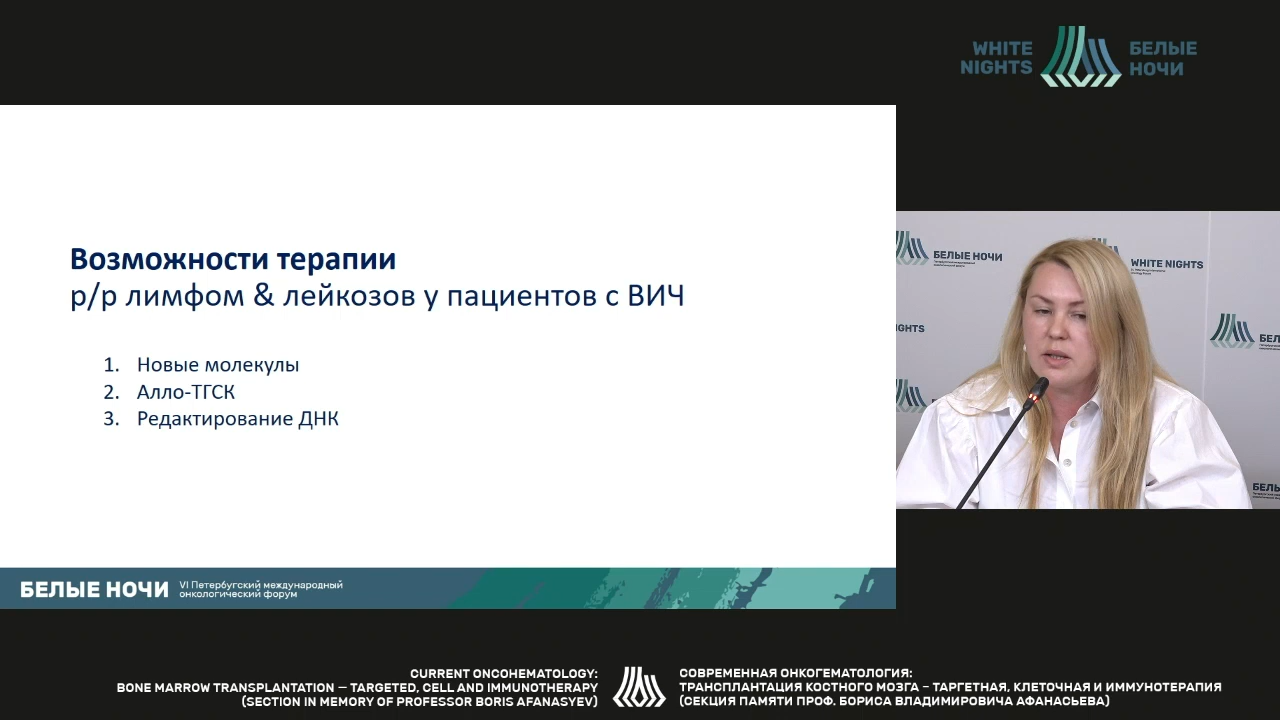 WHITE
NIGHTS
БЕЛЫЕ
НОЧИ
Возможности терапии
р/р лимфом & лейкозов у пациентов с ВИЧ
1. Новые молекулы
2. Алло-ТГСК
3. Редактирование ДНК
БЕЛЫЕ НОЧИ
VI Петербугский международный
онкологический форум
БЕЛЫЕ НОЧИ
WHITE NIGHTS
NIGHTS
CURRENT ONCOHEMATOLOGY:
BONE MARROW TRANSPLANTATION – TARGETED, CELL AND IMMUNOTHERAPY
(SECTION IN MEMORY OF PROFESSOR BORIS AFANASYEV)
СОВРЕМЕННАЯ ОНКОГЕМАТОЛОГИЯ:
ТРАНСПЛАНТАЦИЯ КОСТНОГО МОЗГА – ТАРГЕТНАЯ, КЛЕТОЧНАЯ И ИММУНОТЕРАПИЯ
(СЕКЦИЯ ПАМЯТИ ПРОФ. БОРИСА ВЛАДИМИРОВИЧА АФАНАСЬЕВА)